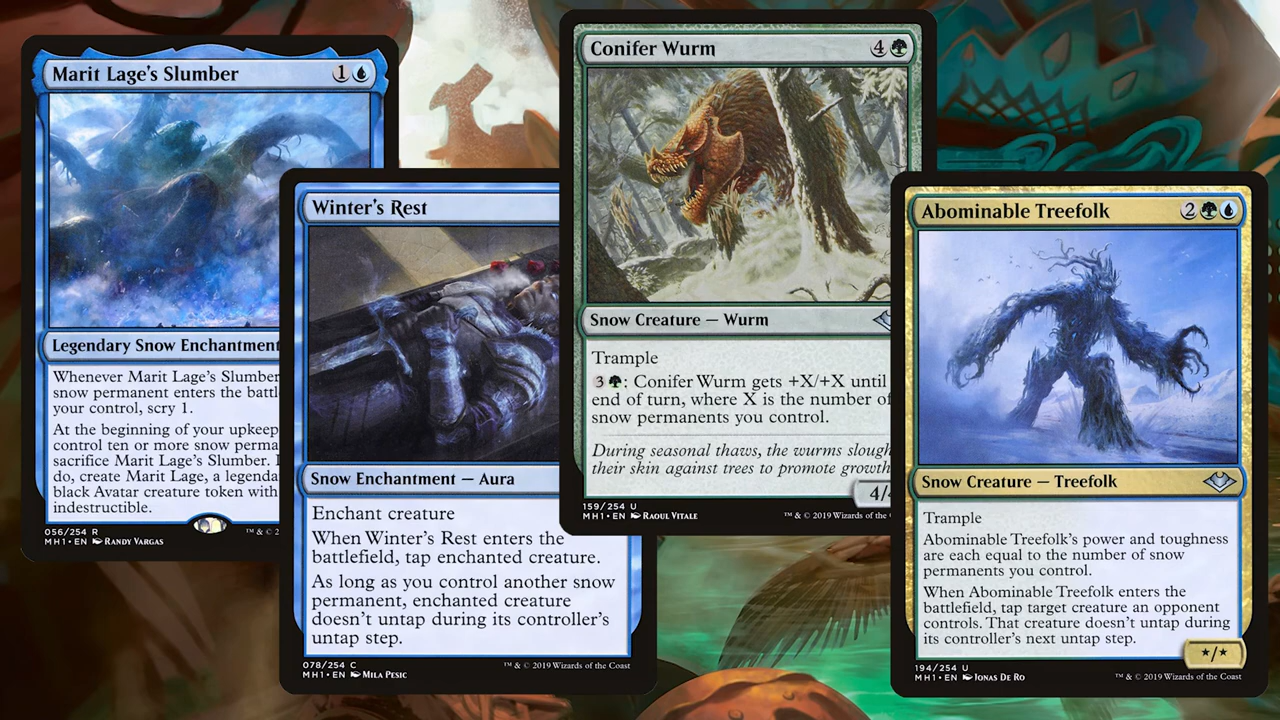 Marit Lage's Slumber 1
Legendary Snow Enchantment
Whenever Marit Lage's Slumber
snow permanent enters the battl
your control, scry 1.
At the beginning of your upkeep
control ten or more snow perma
sacrifice Marit Lage's Slumber. I
do, create Marit Lage, a legenda
black Avatar creature token with
indestructible.
056/254 R
MH1 • EN RANDY VARGAS
™ & © 2
Winter's Rest
Snow Enchantment — Aura
Enchant creature
When Winter's Rest enters the
battlefield, tap enchanted creature.
As long as you control another snow
permanent, enchanted creature
doesn't untap during its controller's
untap step.
078/254 C
MH1 • EN MILA PESIC
™ & © 2019 Wizards of the Coast
Conifer Wurm 4
Snow Creature — Wurm
Trample
3 : Conifer Wurm gets +X/+X until
end of turn, where X is the number of
snow permanents you control.
During seasonal thaws, the wurms slough
their skin against trees to promote growth
4/4
159/254 U
MH1 • EN RAOUL VITALE
™ & © 2019 Wizards of the
Abominable Treefolk 2
Snow Creature — Treefolk
Trample
Abominable Treefolk's power and toughness
are each equal to the number of snow
permanents you control.
When Abominable Treefolk enters the
battlefield, tap target creature an opponent
controls. That creature doesn't untap during
its controller's next untap step.
*/*
194/254 U
MH1 • EN JONAS DE RO
™ & © 2019 Wizards of the Coast